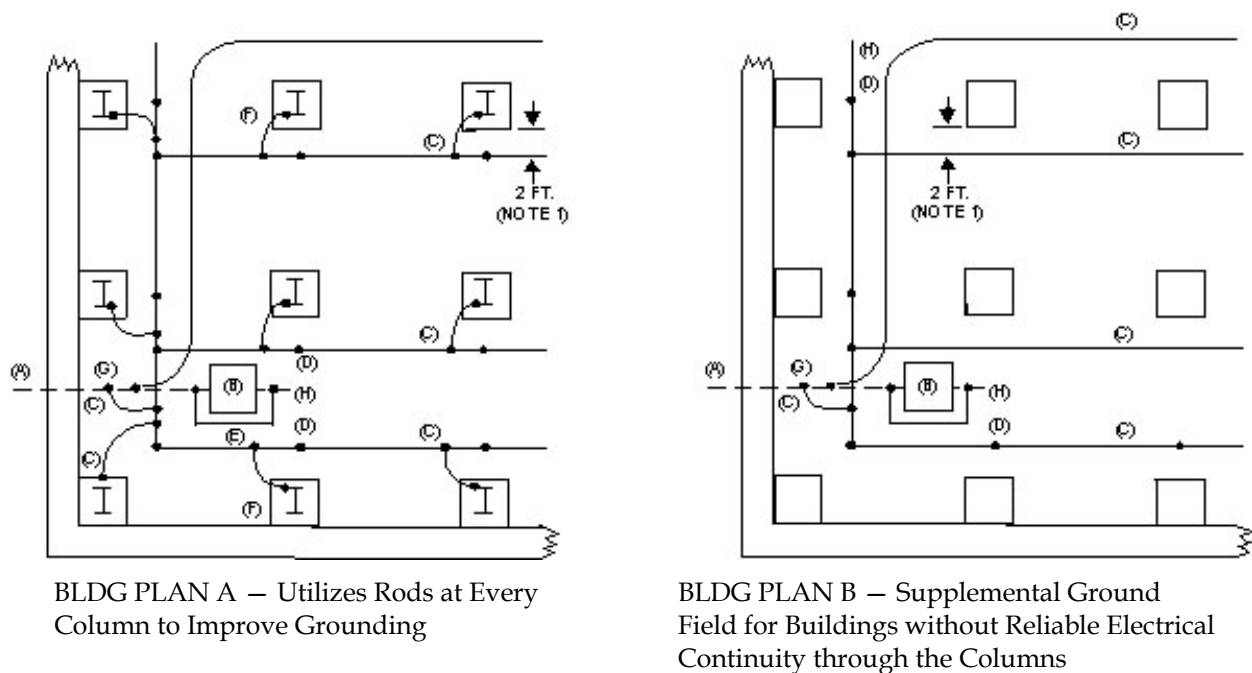 (C)
(H)
(D)
I I I
(F)
(C)
(C)
2 FT.
(NOTE 1)
2 FT.
(NOTE 1)
I I I
(C)
(C)
(D)
(A) (G) (B) (H)
(A) (G) (B) (H)
(C)
(C)
(D)
(E)
(C)
(D)
(C)
(C)
I I I
(F)
BLDG PLAN A — Utilizes Rods at Every
Column to Improve Grounding
BLDG PLAN B — Supplemental Ground
Field for Buildings without Reliable Electrical
Continuity through the Columns